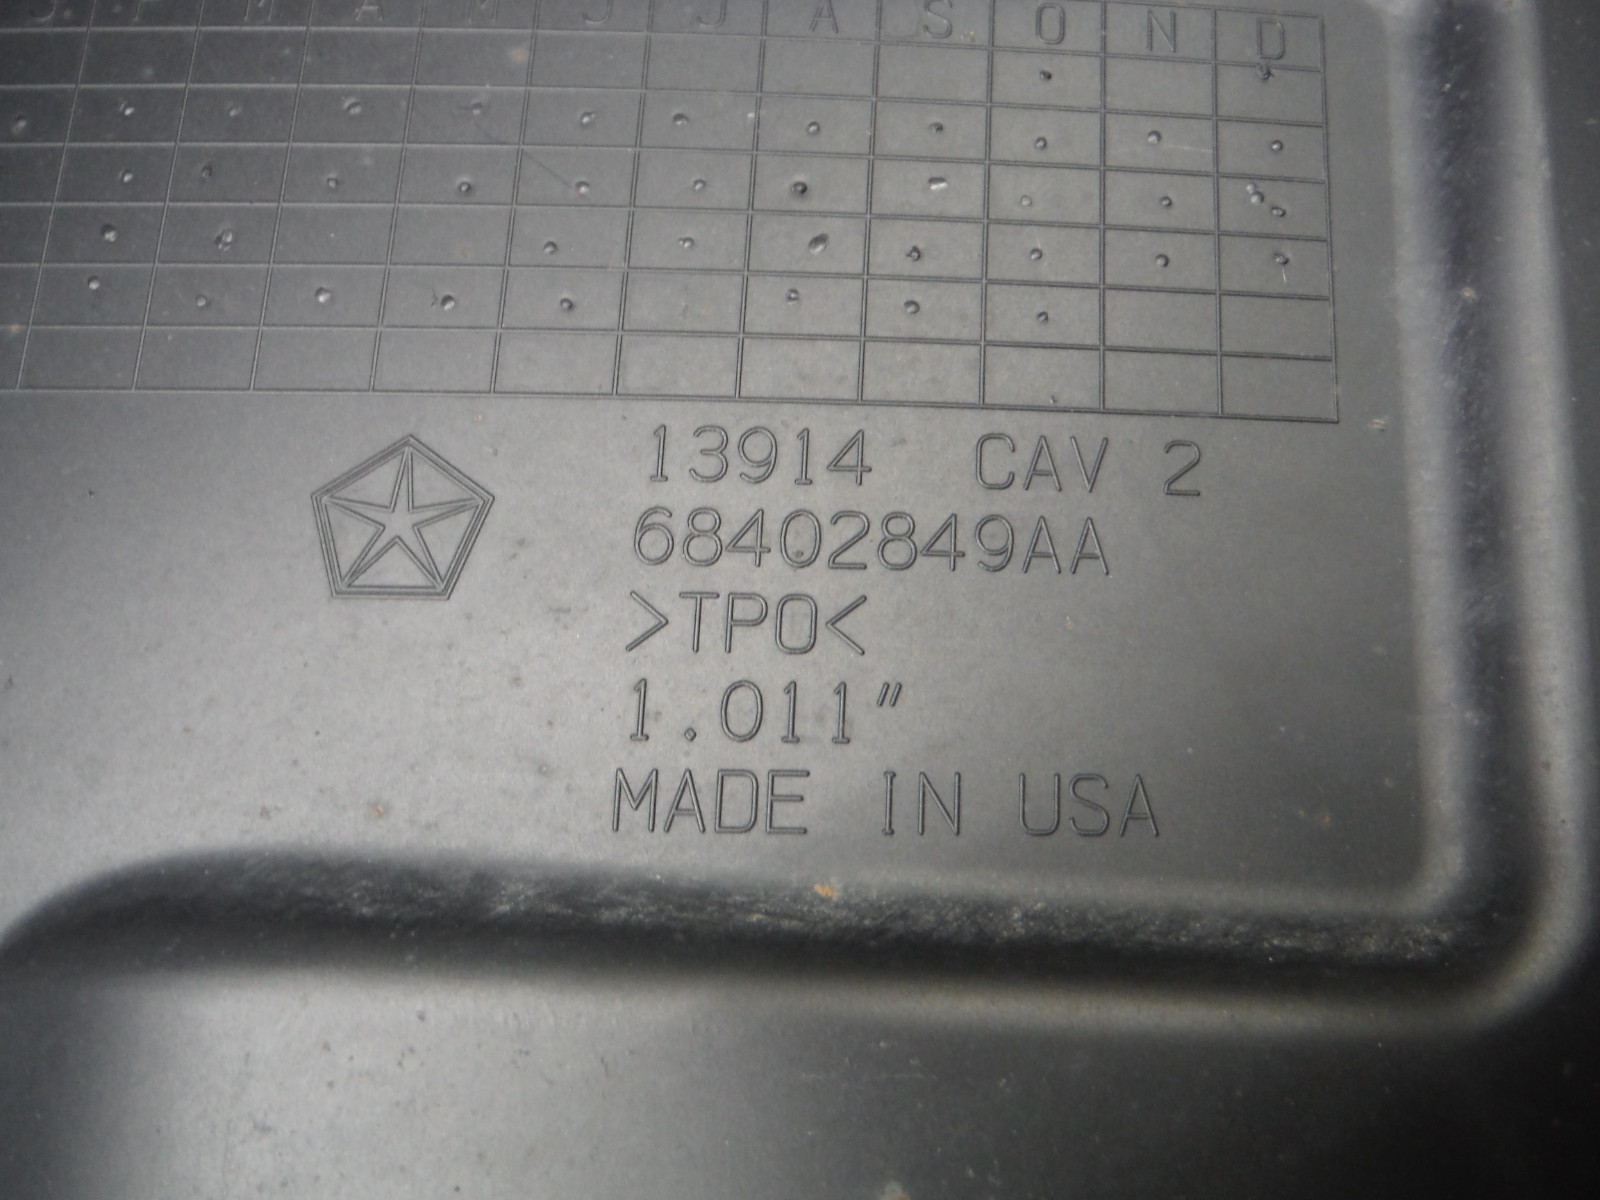 J F M A M J J A S O N D
13914 CAV 2
68402849AA
>TPO<
1.011"
MADE IN USA